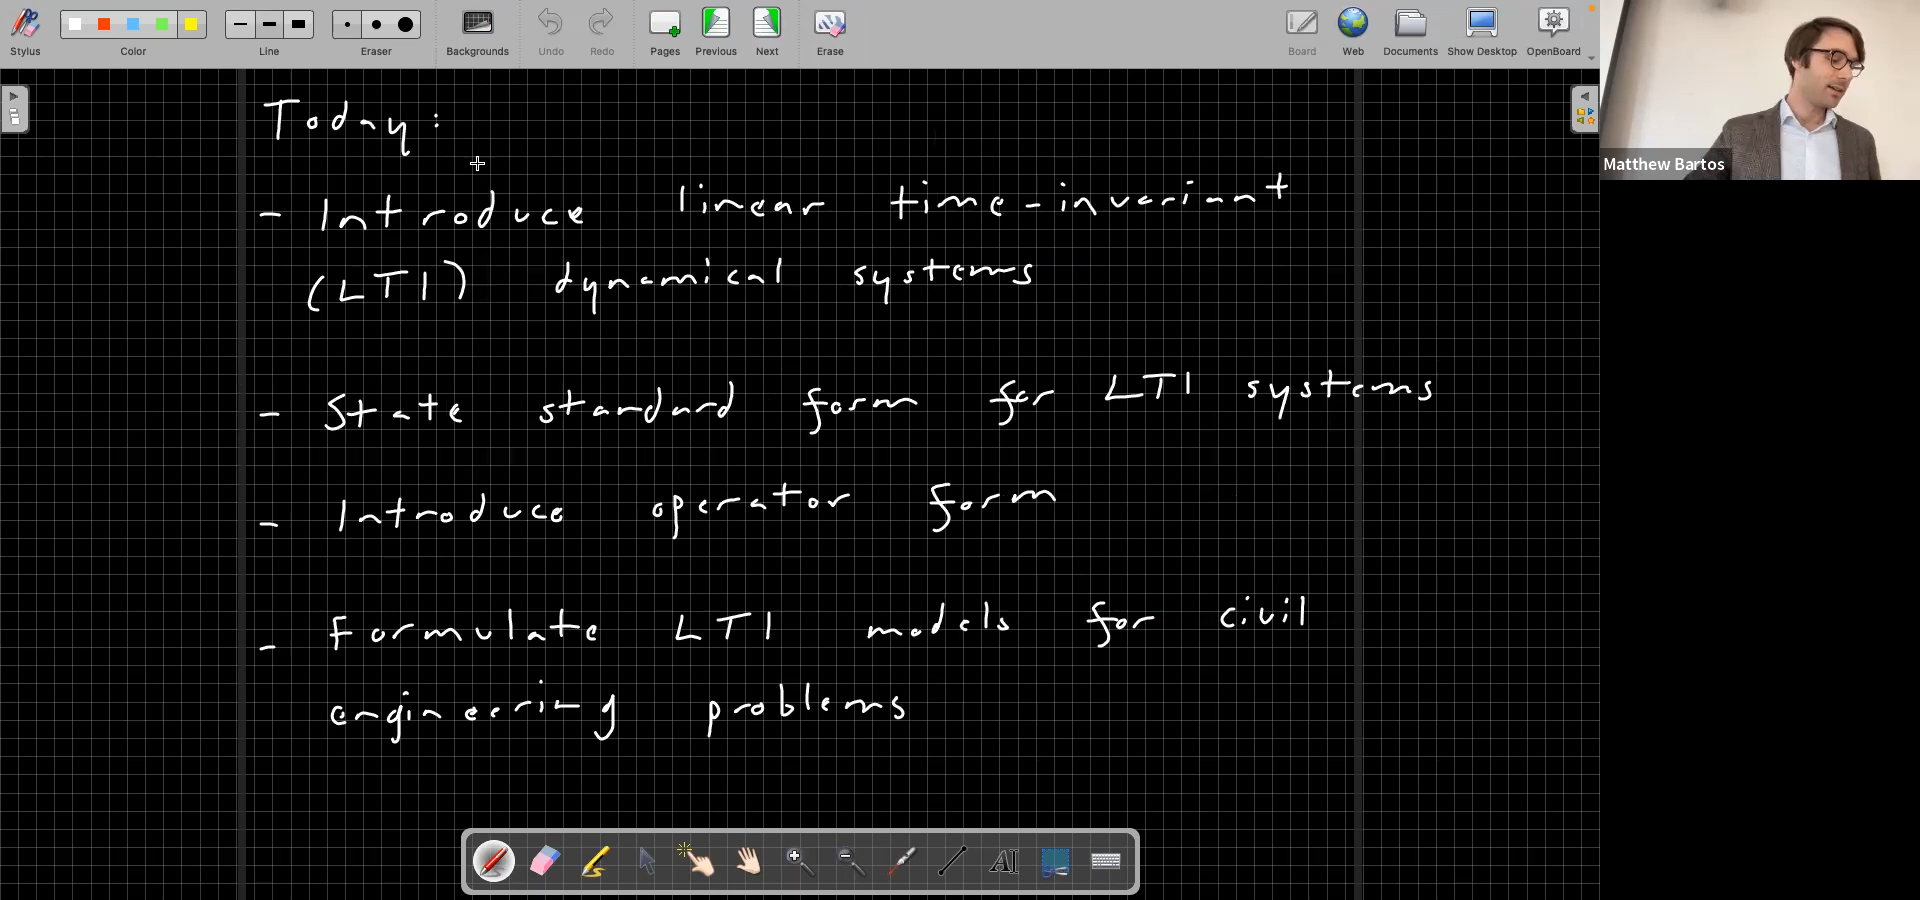 Stylus
Color
Line
Eraser
Backgrounds
Undo
Redo
Pages
Previous
Next
Erase
Board
Web
Documents
Show Desktop
OpenBoard
Matthew Bartos
Today:
- Introduce linear time-invariant
(LTI) dynamical systems
- State standard form for LTI systems
- Introduce operator form
- Formulate LTI models for civil
engineering problems
AI